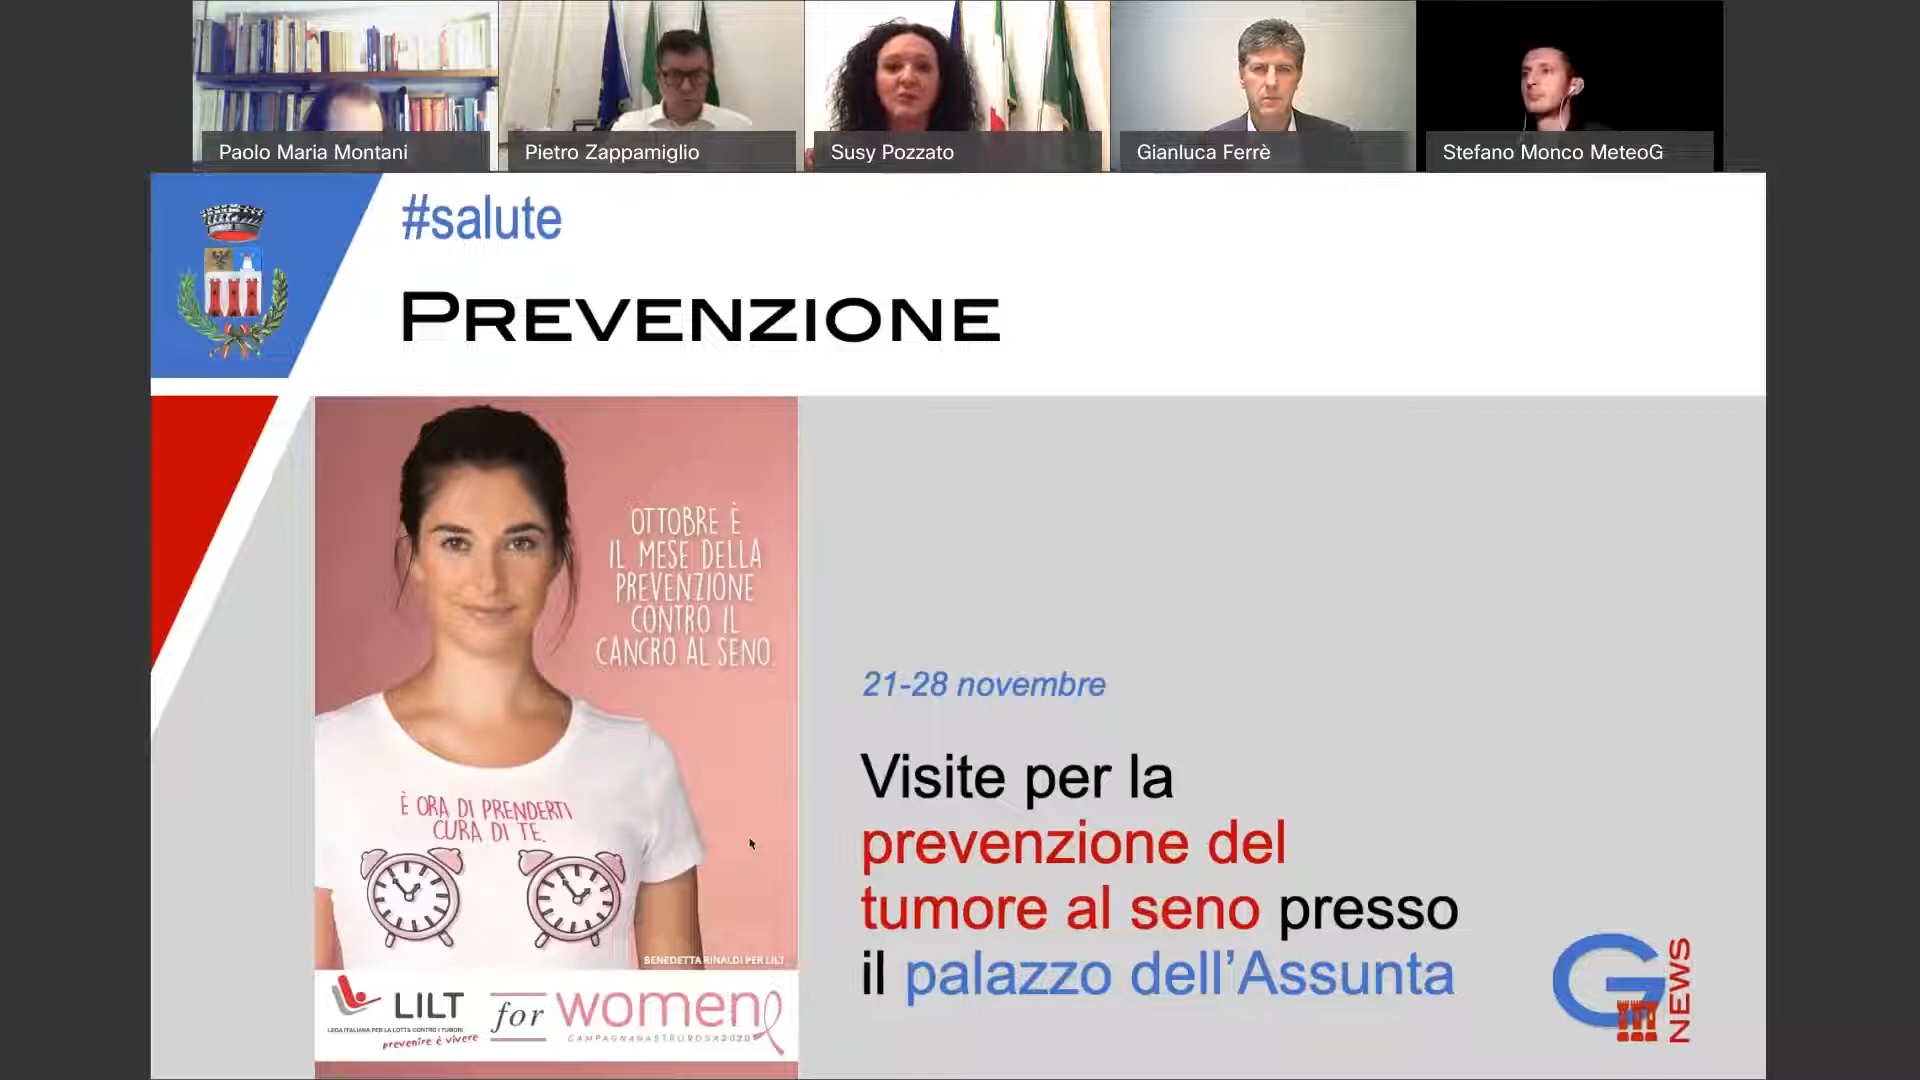 Paolo Maria Montani
Pietro Zappamiglio
Susy Pozzato
Gianluca Ferrè
Stefano Monco MeteoG
#salute
PREVENZIONE
OTTOBRE È
IL MESE DELLA
PREVENZIONE
CONTRO IL
CANCRO AL SENO.
È ORA DI PRENDERTI
CURA DI TE.
BENEDETTA RINALDI PER LILT
LILT
LEGA ITALIANA PER LA LOTTA CONTRO I TUMORI
prevenire è vivere
for women
CAMPAGNANASTROROSA2020
21-28 novembre
Visite per la
prevenzione del
tumore al seno presso
il palazzo dell'Assunta
G NEWS